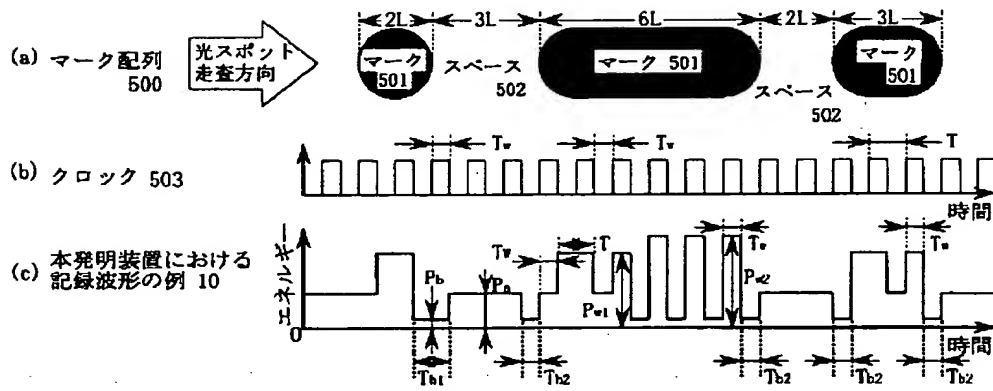 2L 3L 6L 2L 3L
(a) マーク配列 500
光スポット 走査方向
マーク 501
スペース 502
マーク 501
スペース 502
マーク 501
Tw Tw T
(b) クロック 503
時間
(c) 本発明装置における 記録波形の例 10
エネルギー
0
Pb Pa Tw T Pw1 Pw2 Tw Tw
時間
Tb1 Tb2 Tb2 Tb2 Tb2